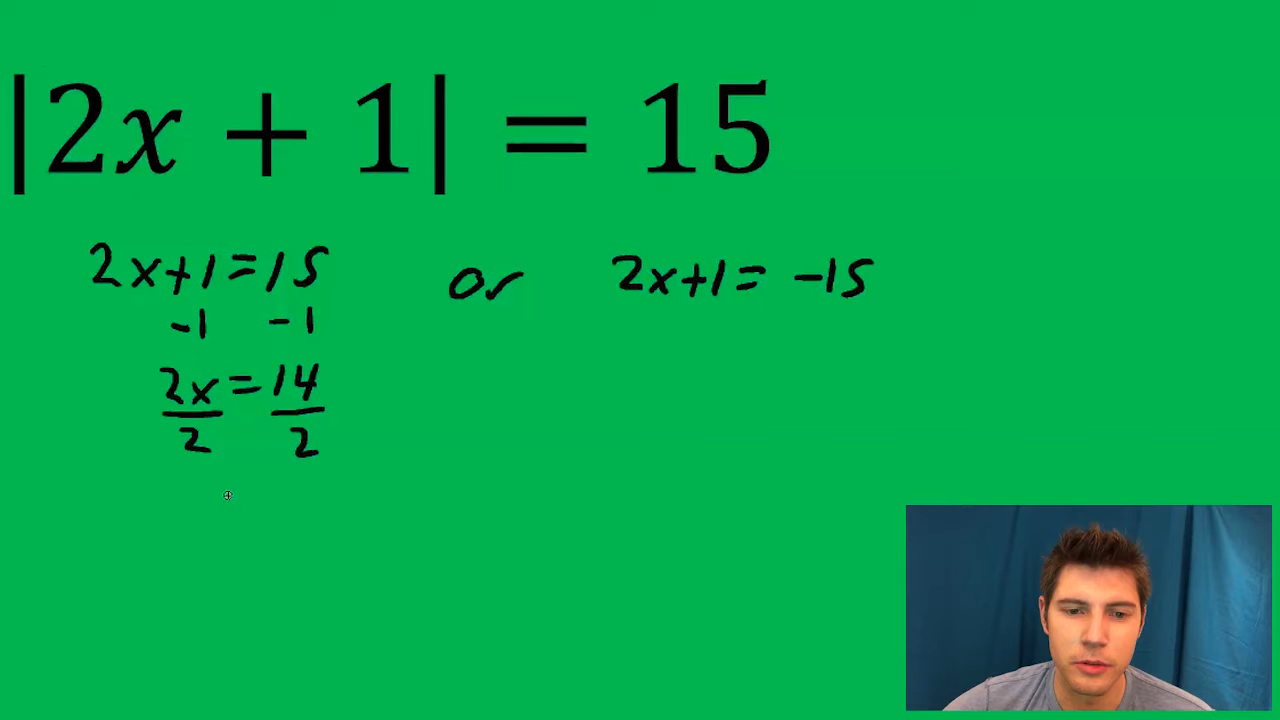 |2x + 1| = 15
2x+1=15 or 2x+1= -15
-1 -1
2x=14
2 2